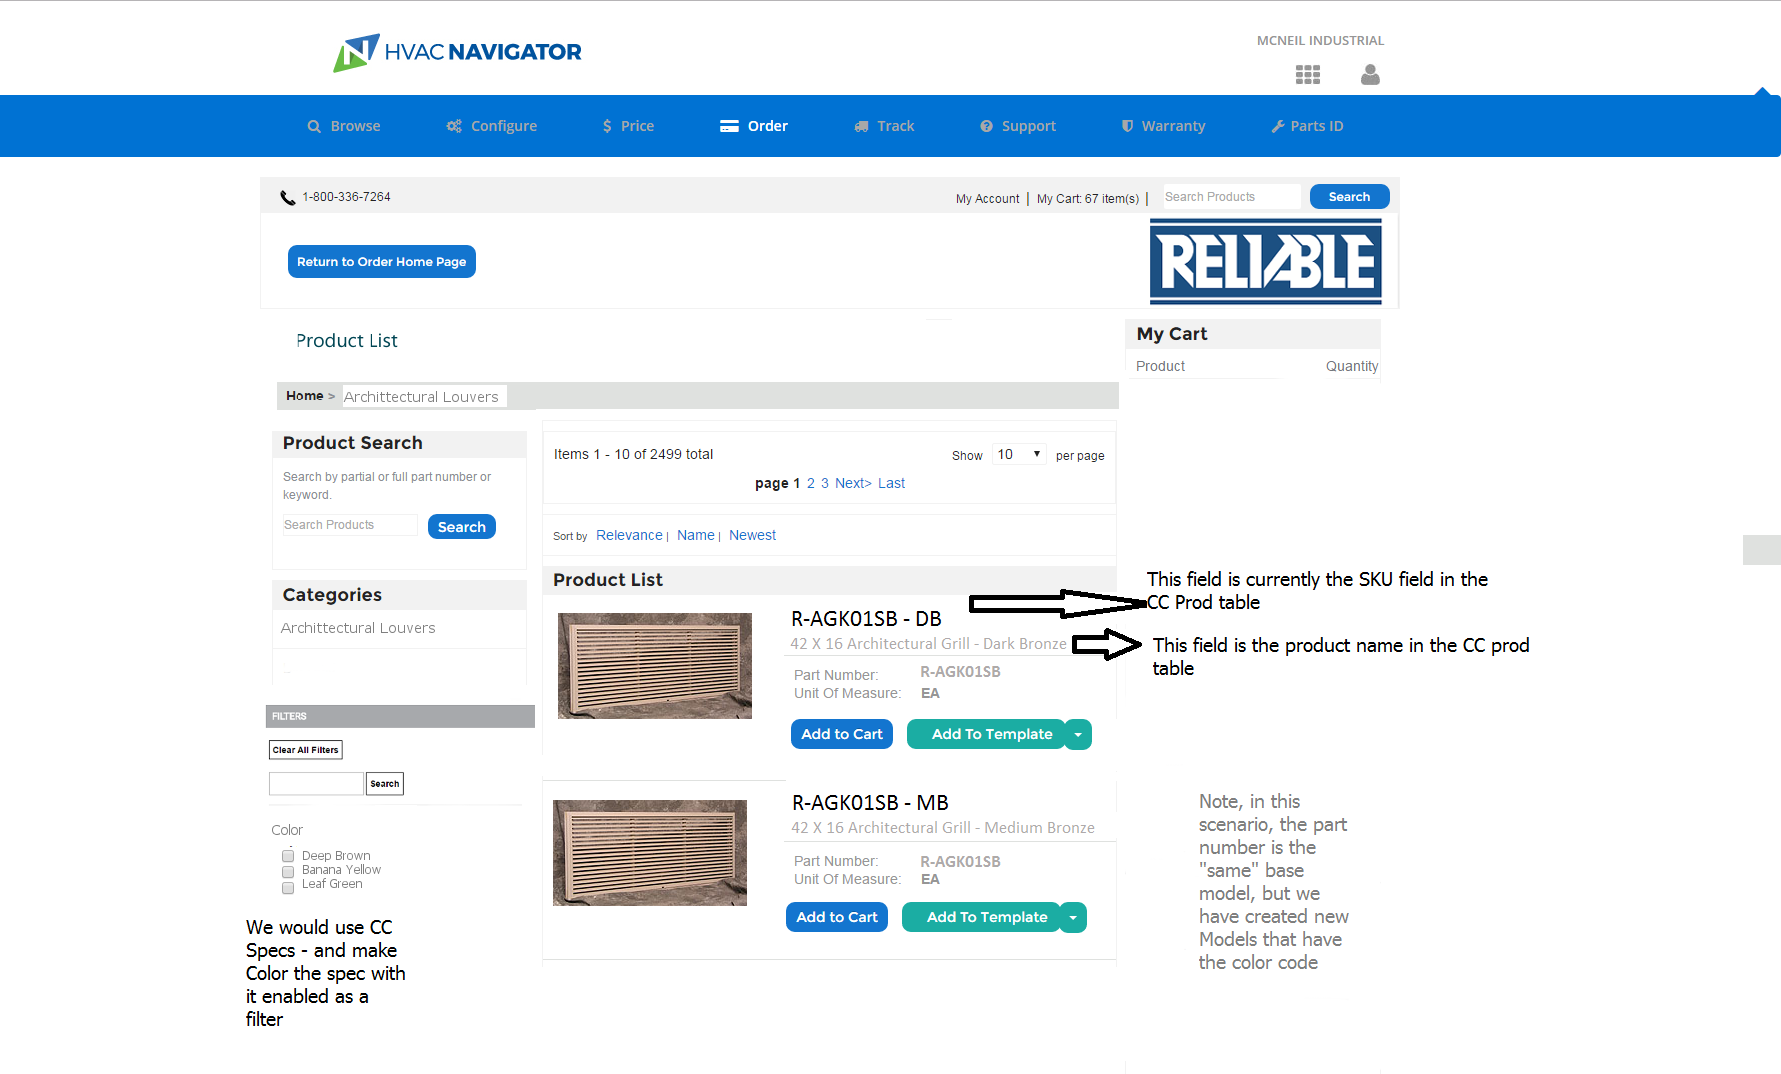 HVAC NAVIGATOR
MCNEIL INDUSTRIAL
Browse
Configure
Price
Order
Track
Support
Warranty
Parts ID
1-800-336-7264
My Account | My Cart: 67 item(s) |
Search Products
Search
Return to Order Home Page
RELIABLE
Product List
My Cart
Product Quantity
Home > Archittectural Louvers
Product Search
Search by partial or full part number or
keyword.
Search Products
Search
Categories
Archittectural Louvers
FILTERS
Clear All Filters
Search
Color
Deep Brown
Banana Yellow
Leaf Green
We would use CC
Specs - and make
Color the spec with
it enabled as a
filter
Items 1 - 10 of 2499 total
Show 10 per page
page 1 2 3 Next> Last
Sort by Relevance | Name | Newest
Product List
R-AGK01SB - DB
42 X 16 Architectural Grill - Dark Bronze
Part Number: R-AGK01SB
Unit Of Measure: EA
Add to Cart
Add To Template
R-AGK01SB - MB
42 X 16 Architectural Grill - Medium Bronze
Part Number: R-AGK01SB
Unit Of Measure: EA
Add to Cart
Add To Template
This field is currently the SKU field in the
CC Prod table
This field is the product name in the CC prod
table
Note, in this
scenario, the part
number is the
"same" base
model, but we
have created new
Models that have
the color code